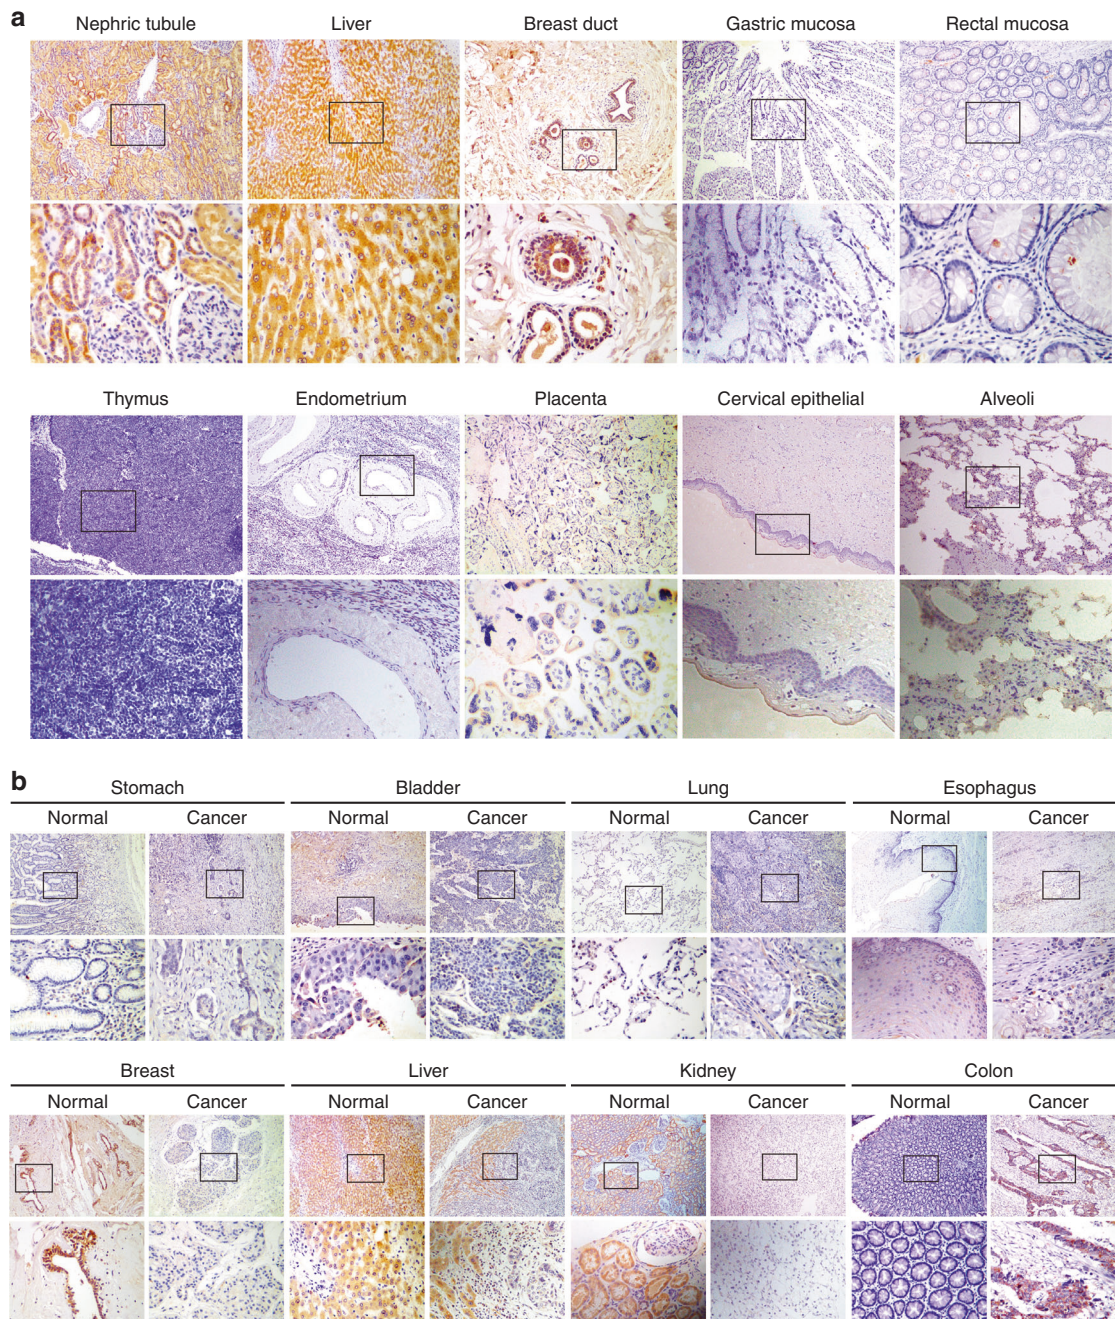 a
Nephric tubule Liver Breast duct Gastric mucosa Rectal mucosa
Thymus Endometrium Placenta Cervical epithelial Alveoli
b
Stomach Bladder Lung Esophagus
Normal Cancer Normal Cancer Normal Cancer Normal Cancer
Breast Liver Kidney Colon
Normal Cancer Normal Cancer Normal Cancer Normal Cancer